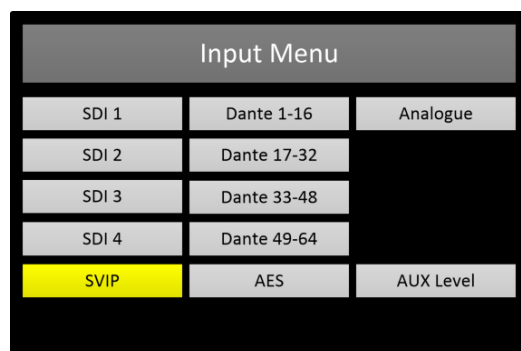 Input Menu
SDI 1 Dante 1-16 Analogue
SDI 2 Dante 17-32
SDI 3 Dante 33-48
SDI 4 Dante 49-64
SVIP AES AUX Level